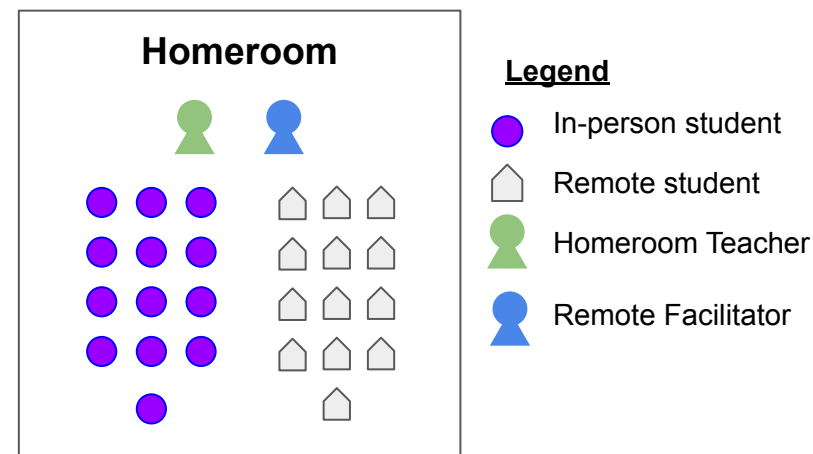 Homeroom
Legend
In-person student
Remote student
Homeroom Teacher
Remote Facilitator